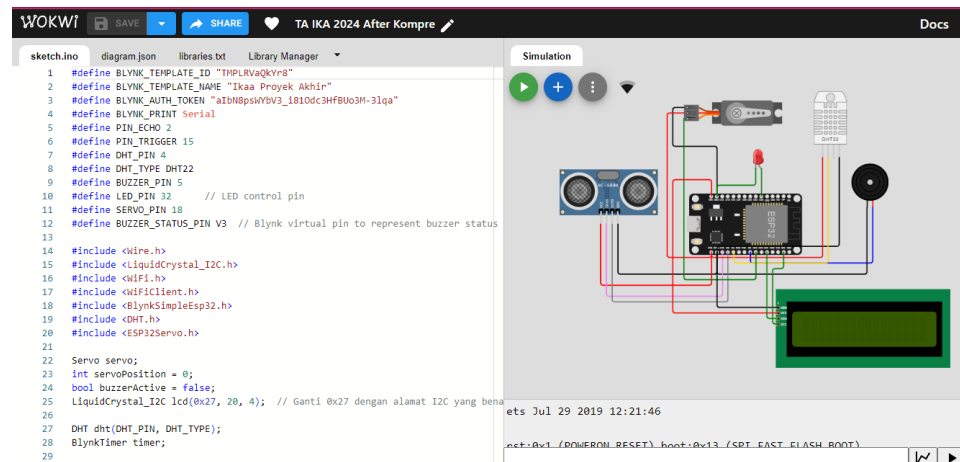 WOKWI SAVE SHARE TA IKA 2024 After Kompre Docs
sketch.ino diagram.json libraries.txt Library Manager Simulation
1 #define BLYNK_TEMPLATE_ID "TMPLRVaQkYr8"
2 #define BLYNK_TEMPLATE_NAME "Ikaa Proyek Akhir"
3 #define BLYNK_AUTH_TOKEN "aIbN8psWYbV3_i81Odc3HfBUo3M-3lqa"
4 #define BLYNK_PRINT Serial
5 #define PIN_ECHO 2
6 #define PIN_TRIGGER 15
7 #define DHT_PIN 4
8 #define DHT_TYPE DHT22
9 #define BUZZER_PIN 5
10 #define LED_PIN 32 // LED control pin
11 #define SERVO_PIN 18
12 #define BUZZER_STATUS_PIN V3 // Blynk virtual pin to represent buzzer status
13
14 #include <Wire.h>
15 #include <LiquidCrystal_I2C.h>
16 #include <WiFi.h>
17 #include <WiFiClient.h>
18 #include <BlynkSimpleEsp32.h>
19 #include <DHT.h>
20 #include <ESP32Servo.h>
21
22 Servo servo;
23 int servoPosition = 0;
24 bool buzzerActive = false;
25 LiquidCrystal_I2C lcd(0x27, 20, 4); // Ganti 0x27 dengan alamat I2C yang bena
26
27 DHT dht(DHT_PIN, DHT_TYPE);
28 BlynkTimer timer;
29
DHT22
HC-SR04
ESP32
ets Jul 29 2019 12:21:46
rst:0x1 (POWERON_RESET),boot:0x13 (SPI_FAST_FLASH_BOOT)